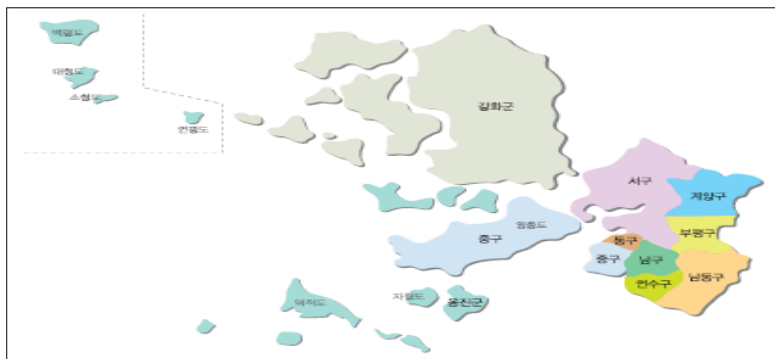 백령도
대청도
소청도
연평도
강화군
서구
계양구
영종도
중구
부평구
동구
중구
남구
남동구
연수구
덕적도
자월도
옹진군